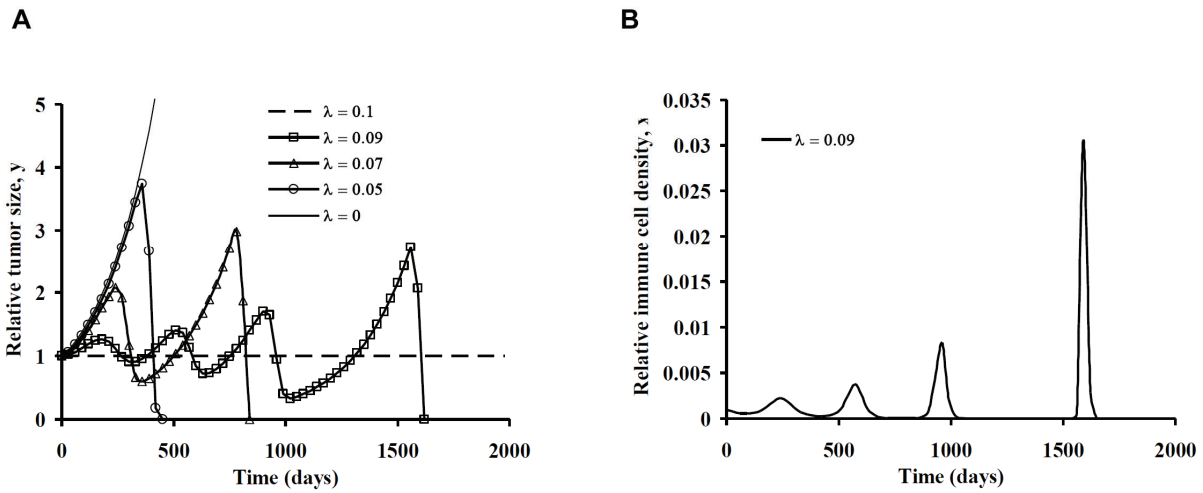 A
Relative tumor size, y
5
4
3
2
1
0
λ = 0.1
λ = 0.09
λ = 0.07
λ = 0.05
λ = 0
0 500 1000 1500 2000
Time (days)
B
Relative immune cell density,
0.035
0.03
0.025
0.02
0.015
0.01
0.005
0
λ = 0.09
0 500 1000 1500 2000
Time (days)